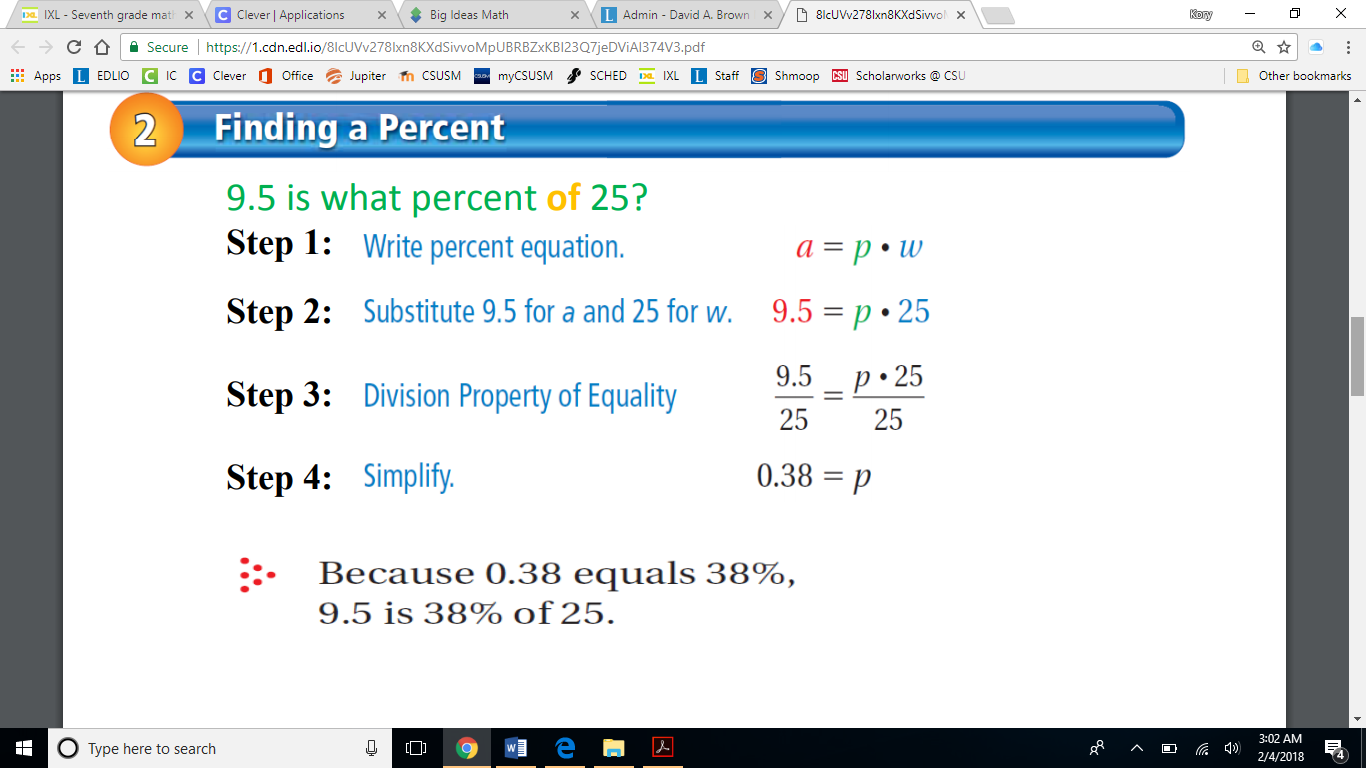 IXL - Seventh grade mat
Clever | Applications
Big Ideas Math
Admin - David A. Brown
Kory
Secure | https://1.cdn.edl.io/8IcUVv278Ixn8KXdSivvoMpUBRBZxKBI23Q7jeDViAI374V3.pdf
Apps EDLIO IC Clever Office Jupiter CSUSM myCSUSM SCHED IXL Staff Shmoop Scholarworks @ CSU Other bookmarks
2 Finding a Percent
9.5 is what percent of 25?
Step 1: Write percent equation. a = p • w
Step 2: Substitute 9.5 for a and 25 for w. 9.5 = p • 25
Step 3: Division Property of Equality 9.5/25 = p • 25/25
Step 4: Simplify. 0.38 = p
Because 0.38 equals 38%,
9.5 is 38% of 25.
Type here to search
3:02 AM
2/4/2018
4